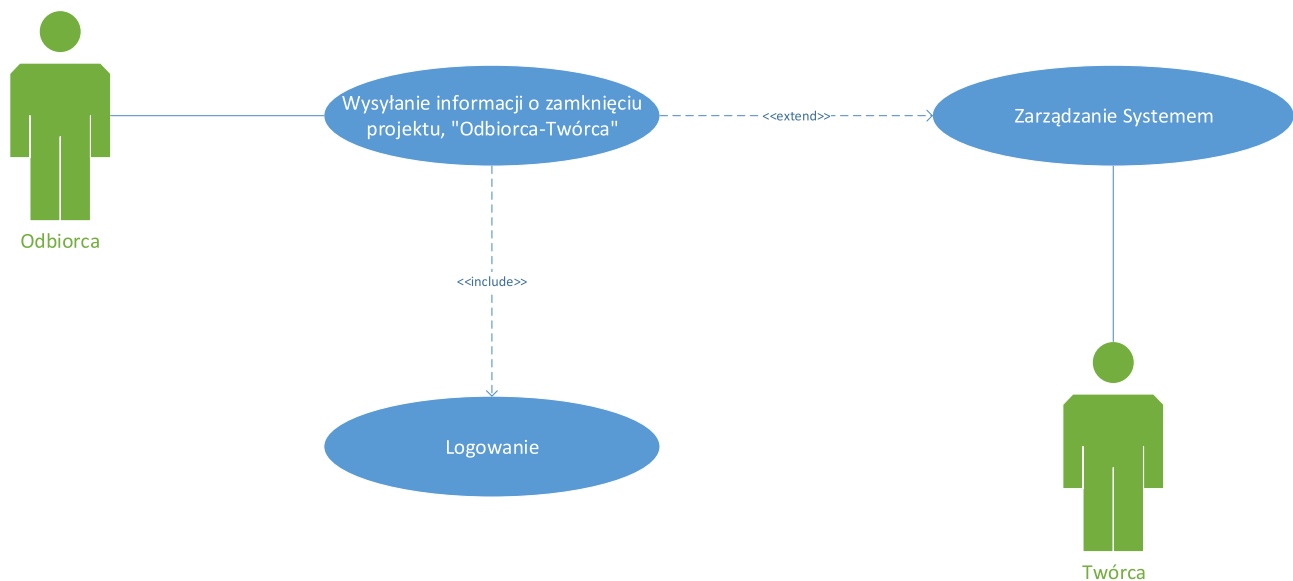 Wysyłanie informacji o zamknięciu
projektu, "Odbiorca-Twórca"
<<extend>>
Zarządzanie Systemem
Odbiorca
<<include>>
Logowanie
Twórca